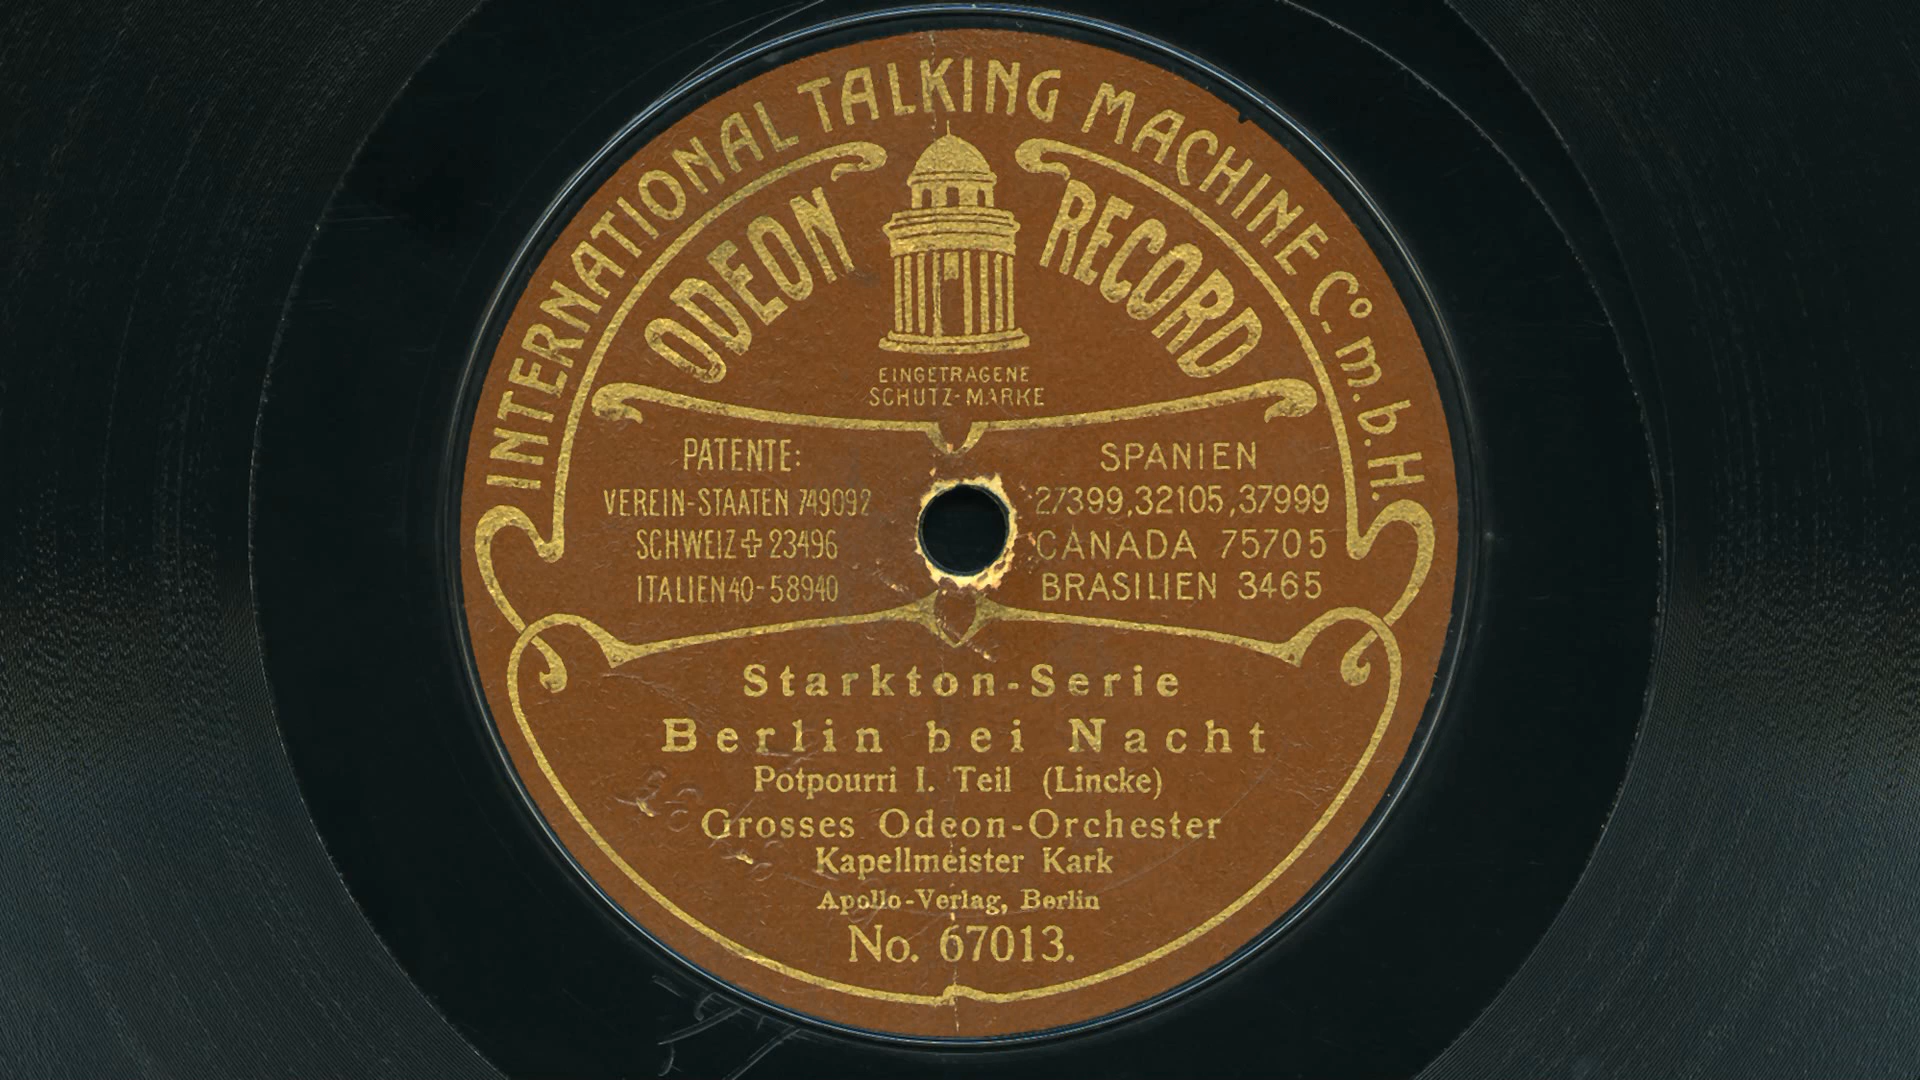 INTERNATIONAL TALKING MACHINE Co. m. b. H.
ODEON RECORD
EINGETRAGENE
SCHUTZ-MARKE
PATENTE:
VEREIN-STAATEN 749092
SCHWEIZ 23496
ITALIEN 40-58940
SPANIEN
27399,32105,37999
CANADA 75705
BRASILIEN 3465
Starkton-Serie
Berlin bei Nacht
Potpourri I. Teil (Lincke)
Grosses Odeon-Orchester
Kapellmeister Kark
Apollo-Verlag, Berlin
No. 67013.